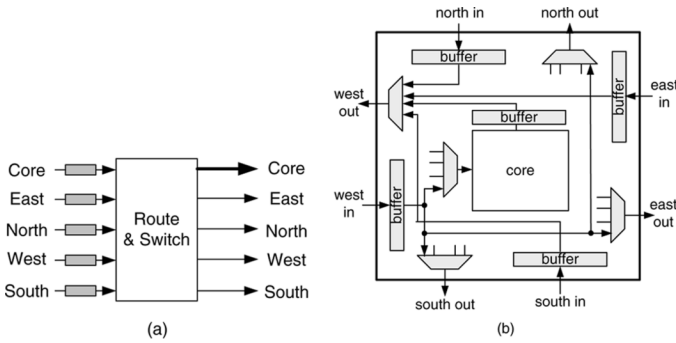 Core
East
North
West
South
Route
& Switch
Core
East
North
West
South
(a)
north in
north out
buffer
west
out
buffer
east
in
buffer
core
west
in
buffer
east
out
buffer
south out
south in
(b)